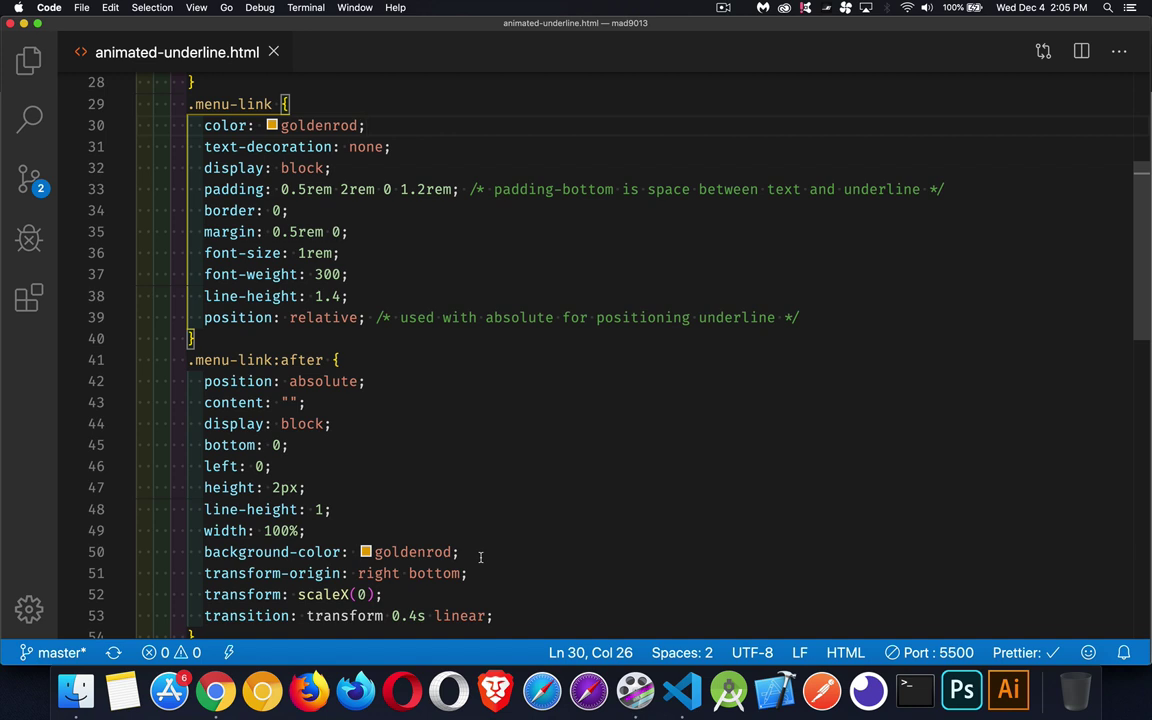 Code File Edit Selection View Go Debug Terminal Window Help 100% Wed Dec 4 2:05 PM
animated-underline.html — mad9013
animated-underline.html
28 }
29 .menu-link {
30 color: goldenrod;
31 text-decoration: none;
32 display: block;
33 padding: 0.5rem 2rem 0 1.2rem; /* padding-bottom is space between text and underline */
34 border: 0;
35 margin: 0.5rem 0;
36 font-size: 1rem;
37 font-weight: 300;
38 line-height: 1.4;
39 position: relative; /* used with absolute for positioning underline */
40 }
41 .menu-link:after {
42 position: absolute;
43 content: "";
44 display: block;
45 bottom: 0;
46 left: 0;
47 height: 2px;
48 line-height: 1;
49 width: 100%;
50 background-color: goldenrod;
51 transform-origin: right bottom;
52 transform: scaleX(0);
53 transition: transform 0.4s linear;
54 }
2
master* 0 0 Ln 30, Col 26 Spaces: 2 UTF-8 LF HTML Port : 5500 Prettier: ✓
6
>_
Ps
Ai